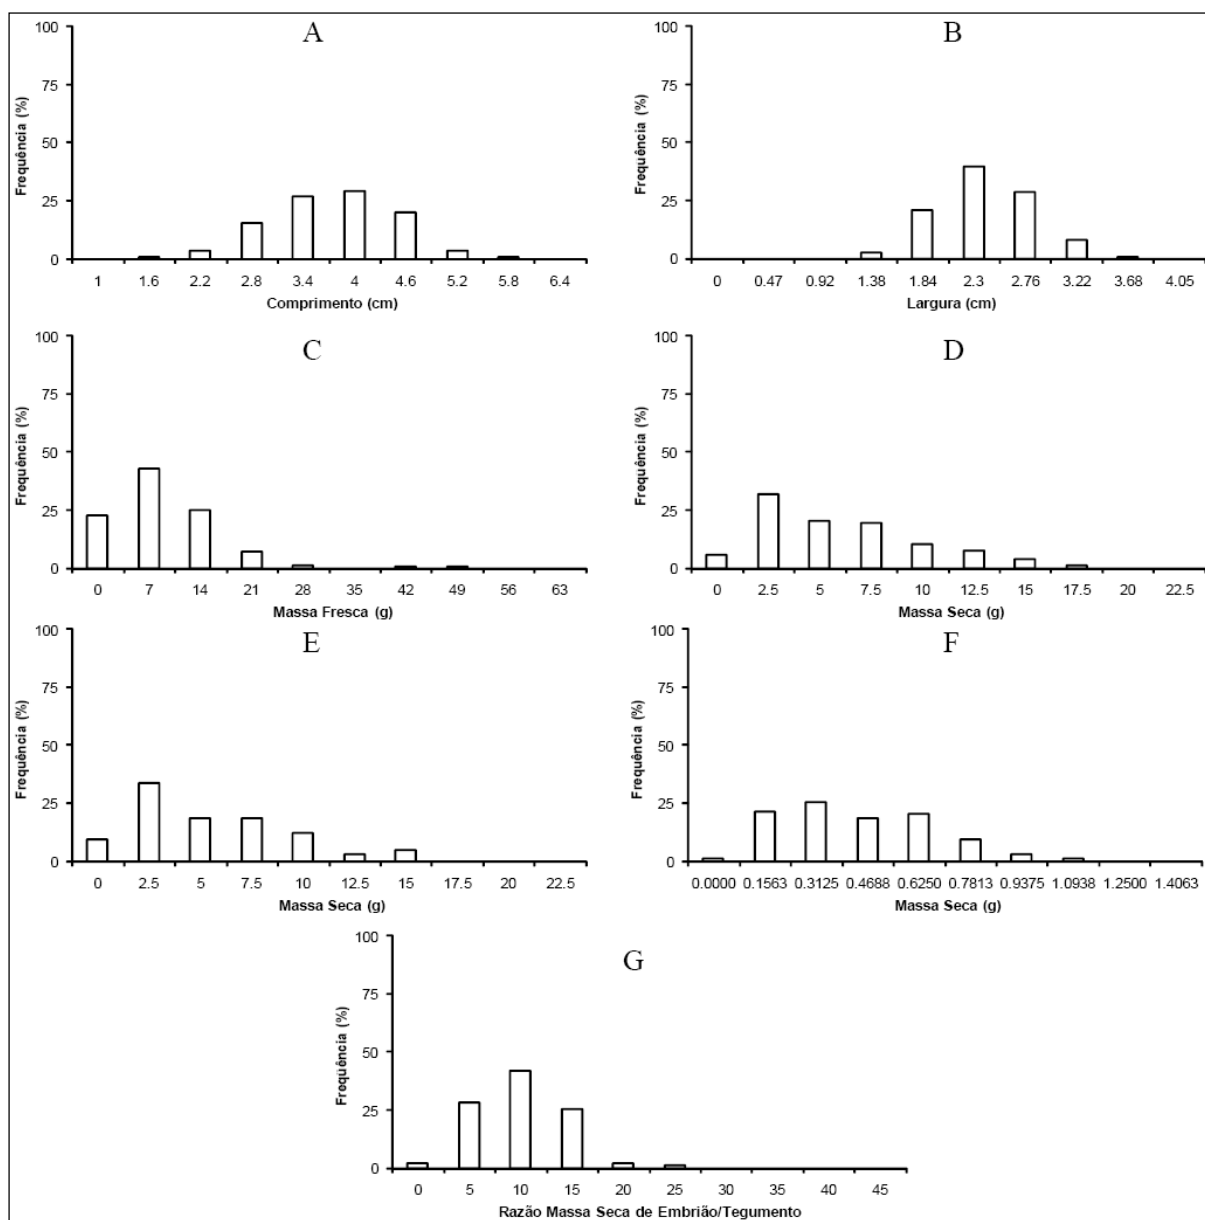 A
Frequência (%)
100
75
50
25
0
1 1.6 2.2 2.8 3.4 4 4.6 5.2 5.8 6.4
Comprimento (cm)
B
Frequência (%)
100
75
50
25
0
0 0.47 0.92 1.38 1.84 2.3 2.76 3.22 3.68 4.05
Largura (cm)
C
Frequência (%)
100
75
50
25
0
0 7 14 21 28 35 42 49 56 63
Massa Fresca (g)
D
Frequência (%)
100
75
50
25
0
0 2.5 5 7.5 10 12.5 15 17.5 20 22.5
Massa Seca (g)
E
Frequência (%)
100
75
50
25
0
0 2.5 5 7.5 10 12.5 15 17.5 20 22.5
Massa Seca (g)
F
Freqüência (%)
100
75
50
25
0
0.0000 0.1563 0.3125 0.4688 0.6250 0.7813 0.9375 1.0938 1.2500 1.4063
Massa Seca (g)
G
Freqüência (%)
100
75
50
25
0
0 5 10 15 20 25 30 35 40 45
Razão Massa Seca de Embrião/Tegumento